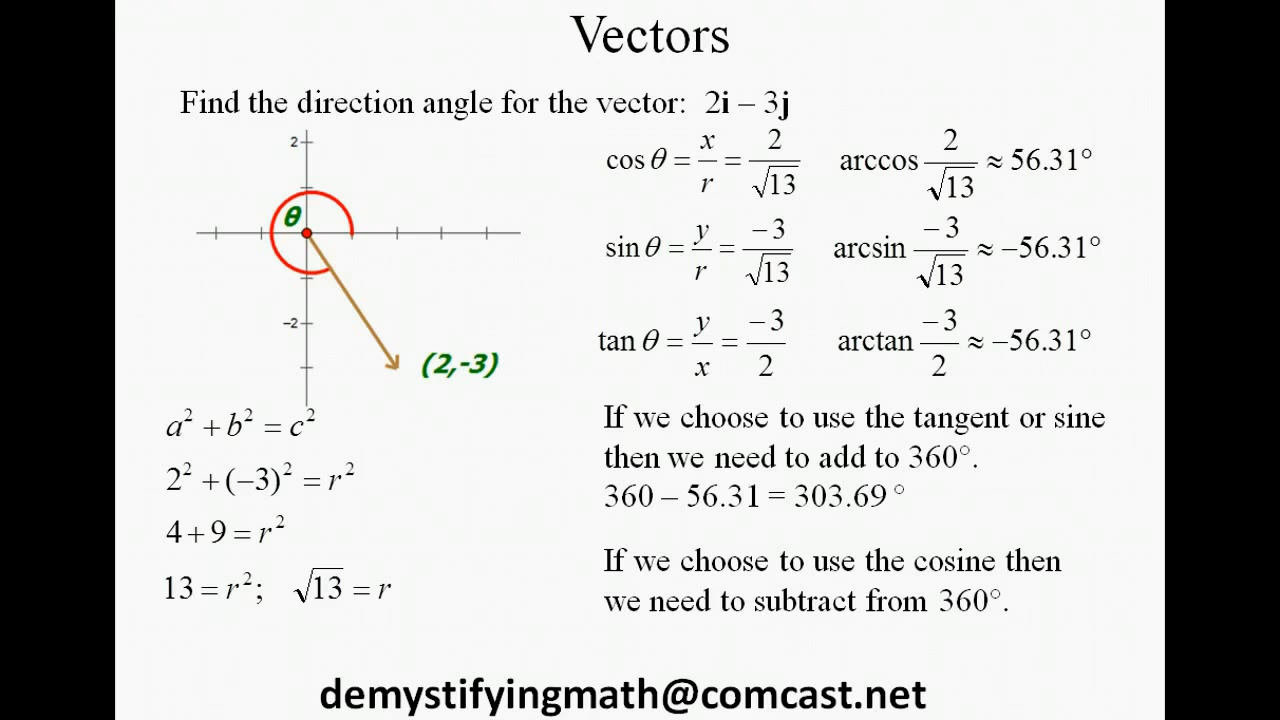 Vectors
Find the direction angle for the vector: 2i – 3j
2
θ
−2
(2,-3)
a² + b² = c²
2² + (−3)² = r²
4 + 9 = r²
13 = r²; √13 = r
cos θ = x/r = 2/√13 arccos 2/√13 ≈ 56.31°
sin θ = y/r = −3/√13 arcsin −3/√13 ≈ −56.31°
tan θ = y/x = −3/2 arctan −3/2 ≈ −56.31°
If we choose to use the tangent or sine
then we need to add to 360°.
360 – 56.31 = 303.69 °
If we choose to use the cosine then
we need to subtract from 360°.
demystifyingmath@comcast.net